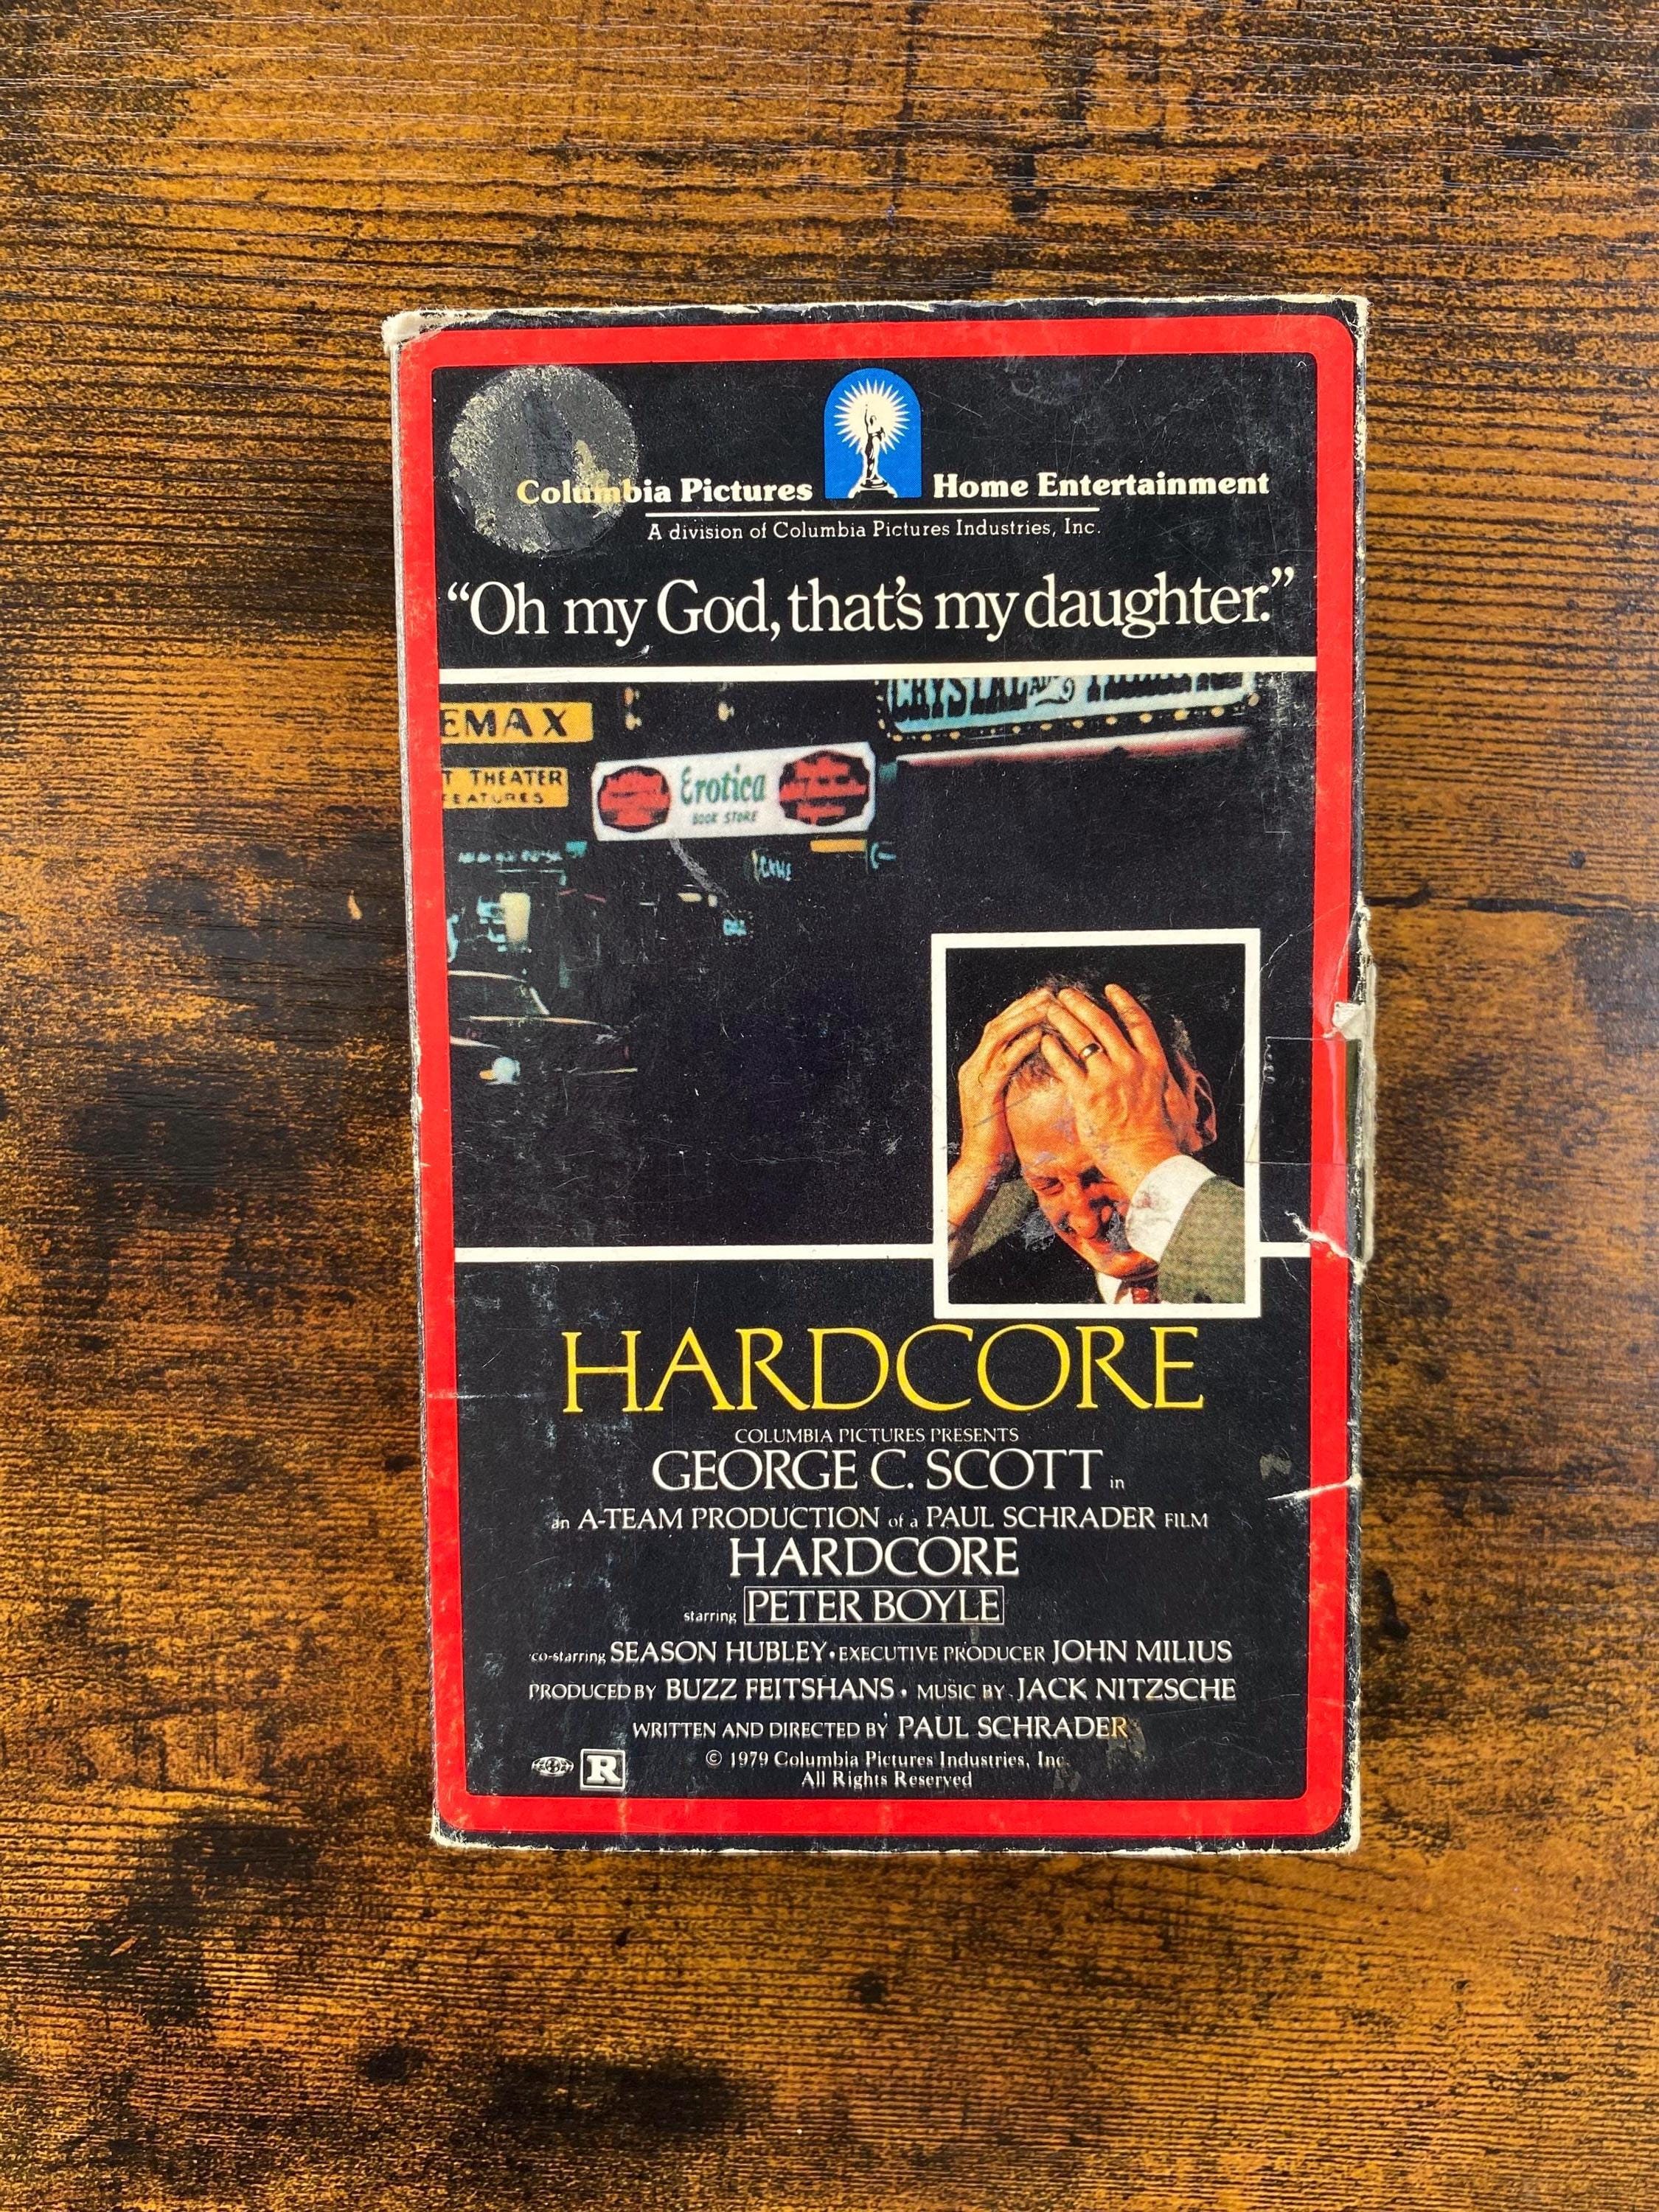 Columbia Pictures Home Entertainment
A division of Columbia Pictures Industries, Inc.
“Oh my God, that's my daughter.”
CRYSTAL
EMAX
T THEATER
FEATURES
Erotica
BOOK STORE
HARDCORE
COLUMBIA PICTURES PRESENTS
GEORGE C. SCOTT in
an A-TEAM PRODUCTION of a PAUL SCHRADER FILM
HARDCORE
starring PETER BOYLE
co-starring SEASON HUBLEY • EXECUTIVE PRODUCER JOHN MILIUS
PRODUCED BY BUZZ FEITSHANS • MUSIC BY JACK NITZSCHE
WRITTEN AND DIRECTED BY PAUL SCHRADER
R
© 1979 Columbia Pictures Industries, Inc.
All Rights Reserved